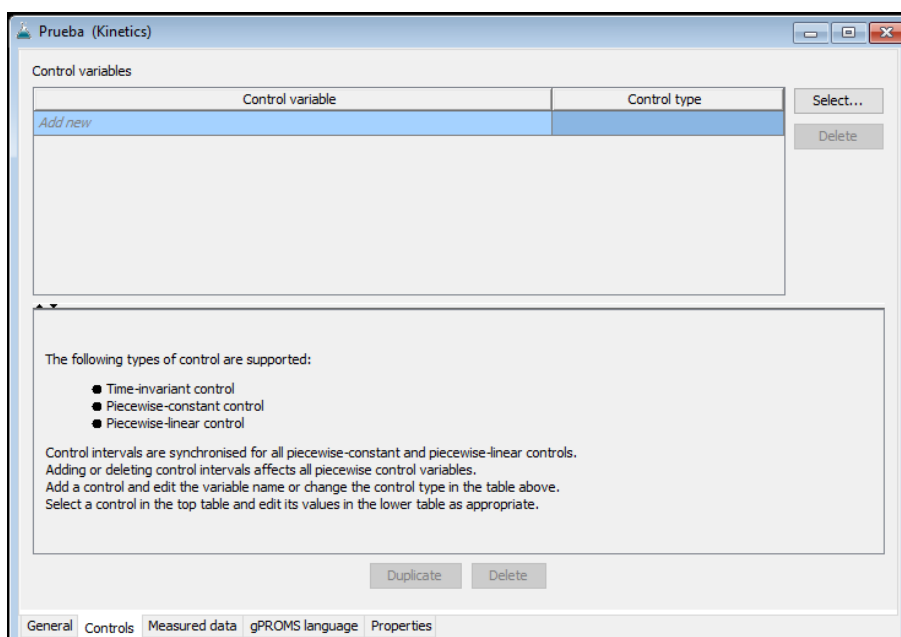 Prueba (Kinetics)
Control variables
Control variable Control type Select...
Add new
Delete
The following types of control are supported:
Time-invariant control
Piecewise-constant control
Piecewise-linear control
Control intervals are synchronised for all piecewise-constant and piecewise-linear controls.
Adding or deleting control intervals affects all piecewise control variables.
Add a control and edit the variable name or change the control type in the table above.
Select a control in the top table and edit its values in the lower table as appropriate.
Duplicate Delete
General Controls Measured data gPROMS language Properties